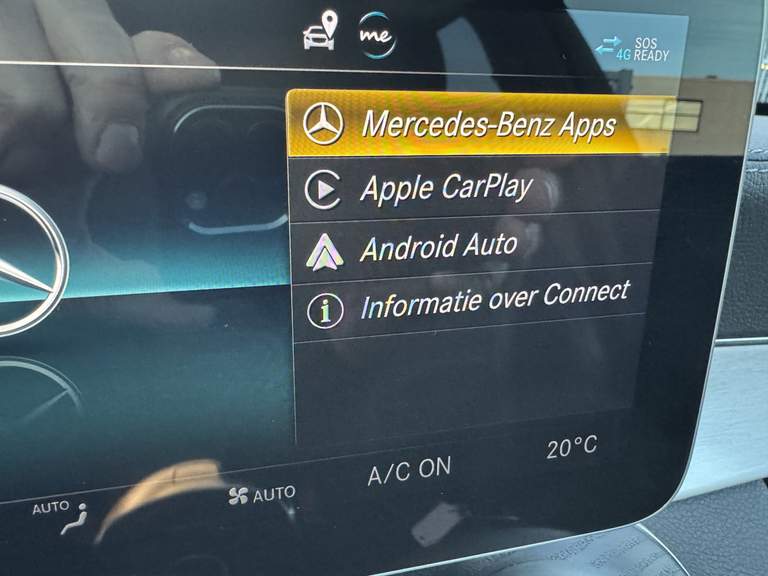 me
SOS
4G READY
Mercedes-Benz Apps
Apple CarPlay
Android Auto
Informatie over Connect
AUTO
AUTO
A/C ON
20°C